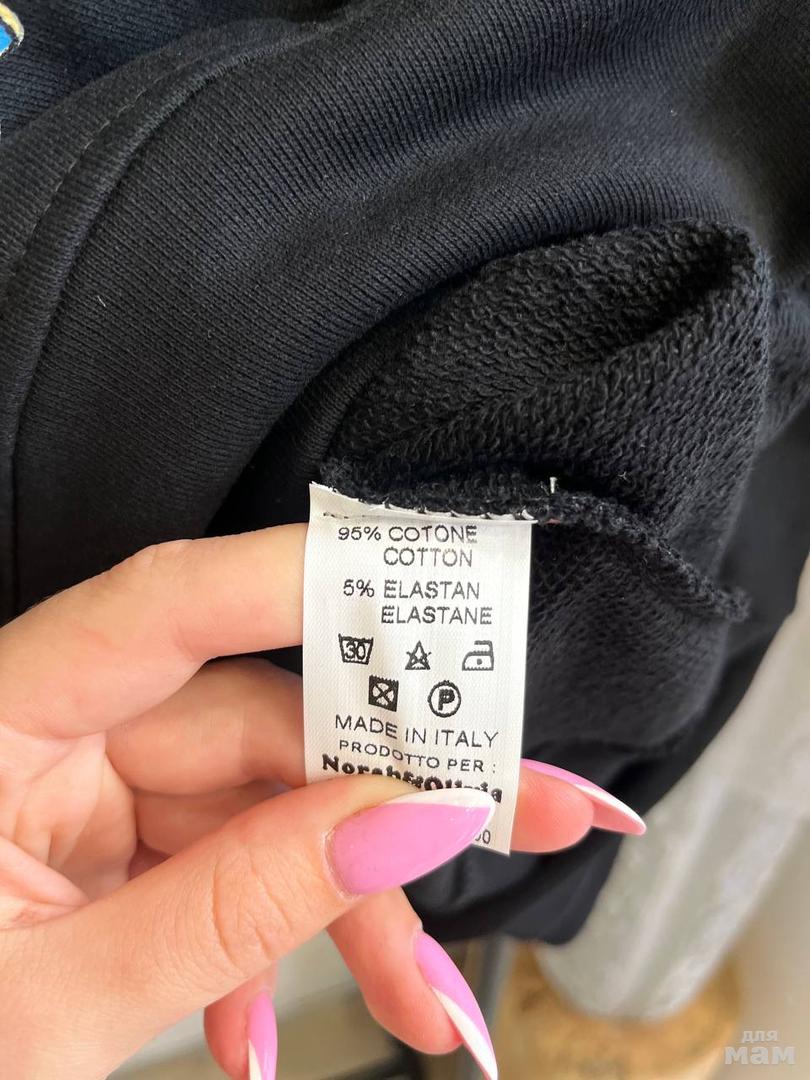 95% COTONE
COTTON
5% ELASTAN
ELASTANE
30
P
MADE IN ITALY
PRODOTTO PER :
для
мам